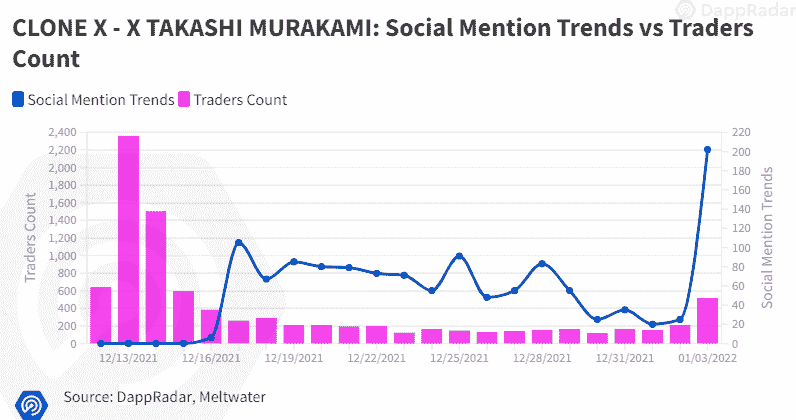 DappRadar
CLONE X - X TAKASHI MURAKAMI: Social Mention Trends vs Traders
Count
Social Mention Trends Traders Count
2,400 220
2,200 200
2,000 180
1,800 160
1,600 140
1,400 120
1,200 100
1,000 80
800 60
600 40
400 20
200 0
0
Traders Count
Social Mention Trends
12/13/2021 12/16/2021 12/19/2021 12/22/2021 12/25/2021 12/28/2021 12/31/2021 01/03/2022
Source: DappRadar, Meltwater